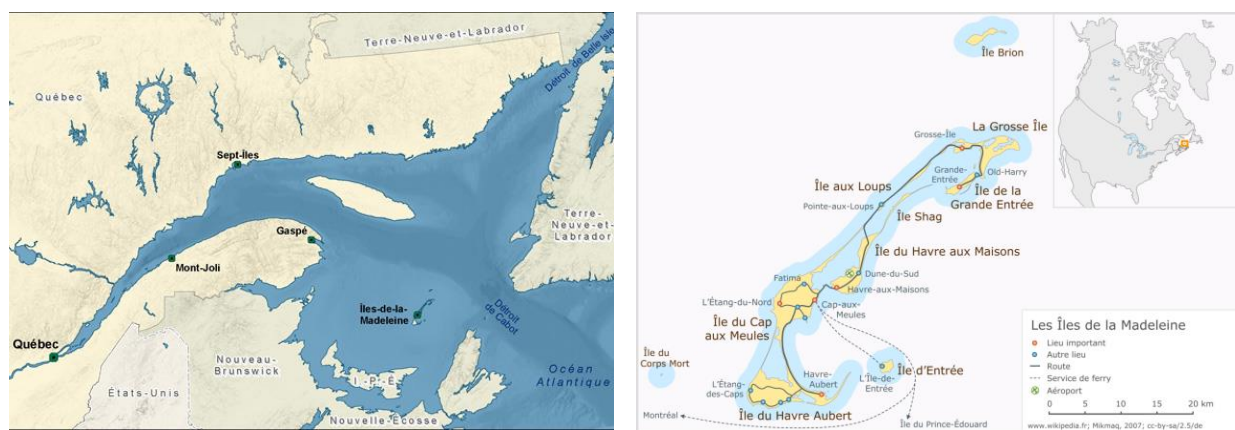 Terre-Neuve-et-Labrador
Détroit de Belle Isle
Québec
Sept-Îles
Terre-
Neuve-et-
Labrador
Gaspé
Mont-Joli
Îles-de-la-
Madeleine
Détroit de Cabot
Québec
Nouveau-
Brunswick
Océan
Atlantique
États-Unis
I-P-É
Nouvelle-Écosse
Île Brion
La Grosse Île
Grosse-Île
Grande-
Entrée
Old-Harry
Île aux Loups
Île de la
Grande Entrée
Pointe-aux-Loups
Île Shag
Île du Havre aux Maisons
Fatima
Dune-du-Sud
Havre-aux-Maisons
L'Étang-du-Nord
Cap-aux-
Meules
Île du Cap
aux Meules
Île du
Corps Mort
Île d'Entrée
L'Île-de-
Entrée
L'Étang-
des-Caps
Havre-
Aubert
Île du Havre Aubert
Montréal
Île du Prince-Édouard
Les Îles de la Madeleine
Lieu important
Autre lieu
Route
Service de ferry
Aéroport
0 5 10 15 20 km
www.wikipedia.fr; Mikmaq, 2007; cc-by-sa/2.5/de